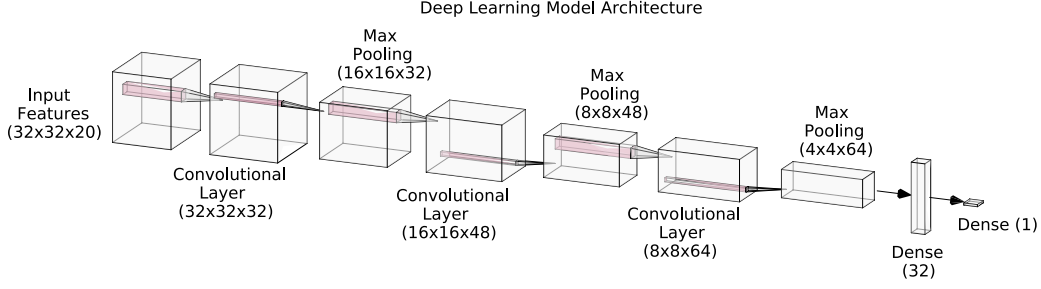 Deep Learning Model Architecture
Input
Features
(32x32x20)
Convolutional
Layer
(32x32x32)
Max
Pooling
(16x16x32)
Convolutional
Layer
(16x16x48)
Max
Pooling
(8x8x48)
Convolutional
Layer
(8x8x64)
Max
Pooling
(4x4x64)
Dense
(32)
Dense (1)